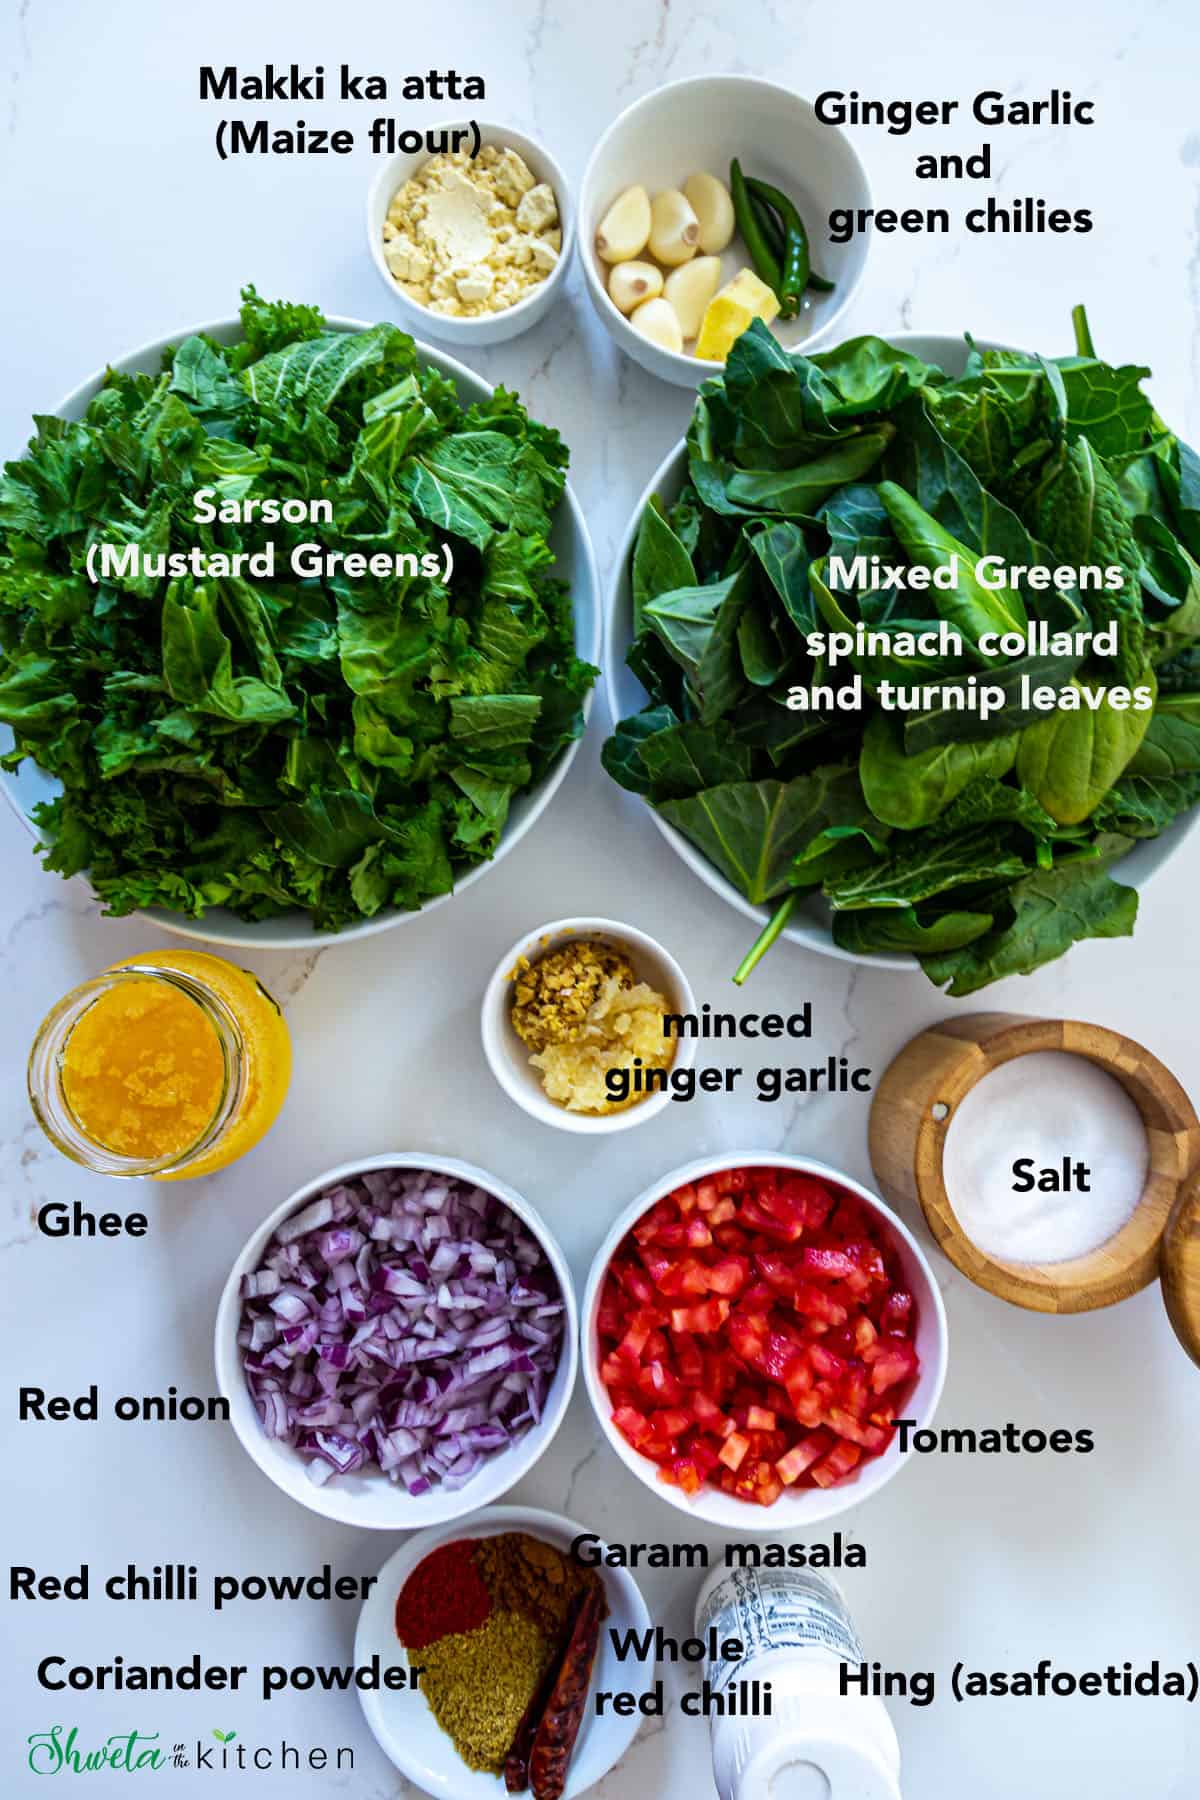 Makki ka atta
(Maize flour)
Ginger Garlic
and
green chilies
Sarson
(Mustard Greens)
Mixed Greens
spinach collard
and turnip leaves
minced
ginger garlic
Salt
Ghee
Red onion
Tomatoes
Garam masala
Red chilli powder
Whole
red chilli
Coriander powder
Hing (asafoetida)
Shweta in the kitchen